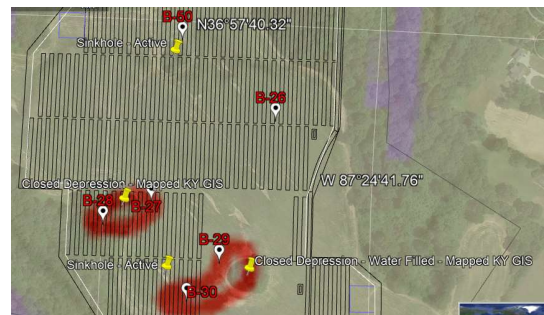 B-50
N36°57'40.32"
Sinkhole - Active
B-26
W 87°24'41.76"
Closed Depression - Mapped KY GIS
B-28
B-27
B-29
Sinkhole - Active
Closed Depression - Water Filled - Mapped KY GIS
B-30